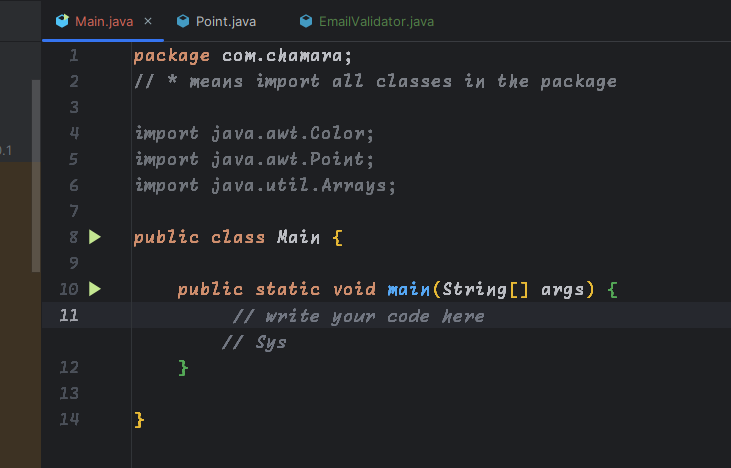 Main.java × Point.java EmailValidator.java
1 package com.chamara;
2 // * means import all classes in the package
3
4 import java.awt.Color;
0.1
5 import java.awt.Point;
6 import java.util.Arrays;
7
8 public class Main {
9
10 public static void main(String[] args) {
11 // write your code here
// Sys
12 }
13
14 }